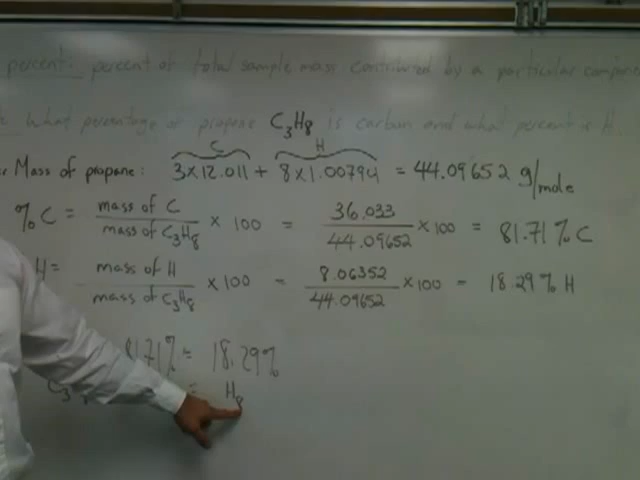 percent: percent of total sample mass contributed by a particular compone
What percentage of propane C₃H₈ is carbon and what percent is H.
C H
Mass of propane: 3×12.011 + 8×1.00794 = 44.09652 g/mole
% C = mass of C / mass of C₃H₈ × 100 = 36.033 / 44.09652 × 100 = 81.71% C
H = mass of H / mass of C₃H₈ × 100 = 8.06352 / 44.09652 × 100 = 18.29% H
81.71% = 18.29%
C₃ = H₈